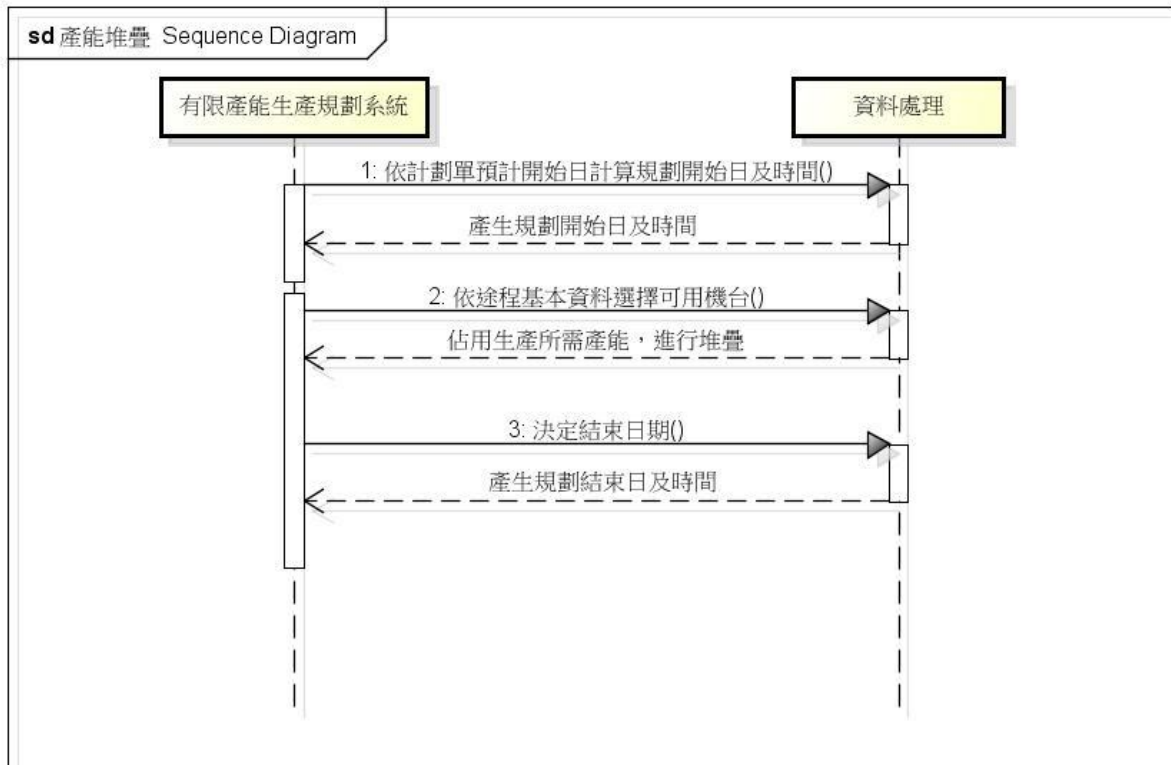 sd 產能堆疊 Sequence Diagram
有限產能生產規劃系統
資料處理
1: 依計劃單預計開始日計算規劃開始日及時間()
產生規劃開始日及時間
2: 依途程基本資料選擇可用機台()
佔用生產所需產能，進行堆疊
3: 決定結束日期()
產生規劃結束日及時間